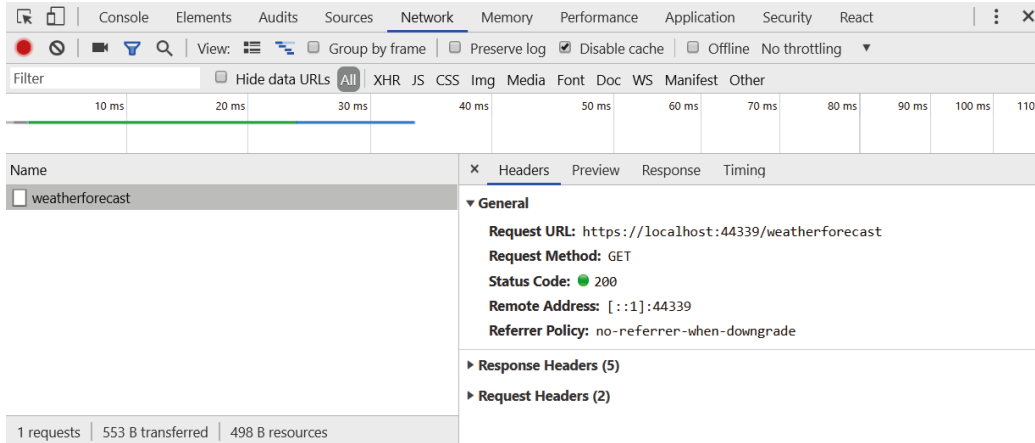 Console Elements Audits Sources Network Memory Performance Application Security React
View: Group by frame Preserve log Disable cache Offline No throttling
Filter Hide data URLs All XHR JS CSS Img Media Font Doc WS Manifest Other
10 ms 20 ms 30 ms 40 ms 50 ms 60 ms 70 ms 80 ms 90 ms 100 ms 110
Name
weatherforecast
1 requests 553 B transferred 498 B resources
Headers Preview Response Timing
General
Request URL: https://localhost:44339/weatherforecast
Request Method: GET
Status Code: 200
Remote Address: [::1]:44339
Referrer Policy: no-referrer-when-downgrade
Response Headers (5)
Request Headers (2)